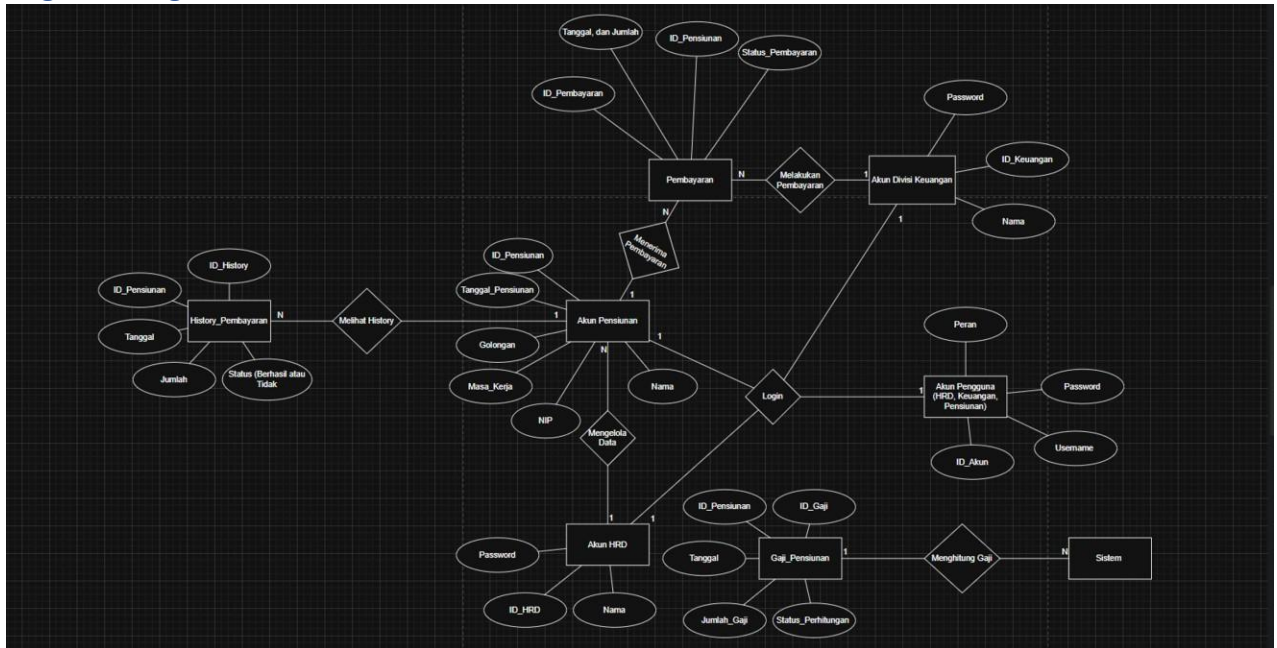 Tanggal, dan Jumlah
ID_Pensiunan
Status_Pembayaran
ID_Pembayaran
Password
ID_Keuangan
Nama
Pembayaran
N
Melakukan
Pembayaran
1
Akun Divisi Keuangan
1
N
Menerima
Pembayaran
1
ID_History
ID_Pensiunan
History_Pembayaran
Tanggal
Jumlah
Status (Berhasil atau
Tidak
N
Melihat History
1
ID_Pensiunan
Tanggal_Pensiunan
Akun Pensiunan
Golongan
Masa_Kerja
NIP
Nama
N
1
Mengelola
Data
1
Login
1
Peran
Akun Pengguna
(HRD, Keuangan,
Pensiunan)
Password
Username
ID_Akun
1
Akun HRD
Password
ID_HRD
Nama
ID_Pensiunan
ID_Gaji
Tanggal
Gaji_Pensiunan
Jumlah_Gaji
Status_Perhitungan
1
Menghitung Gaji
N
Sistem